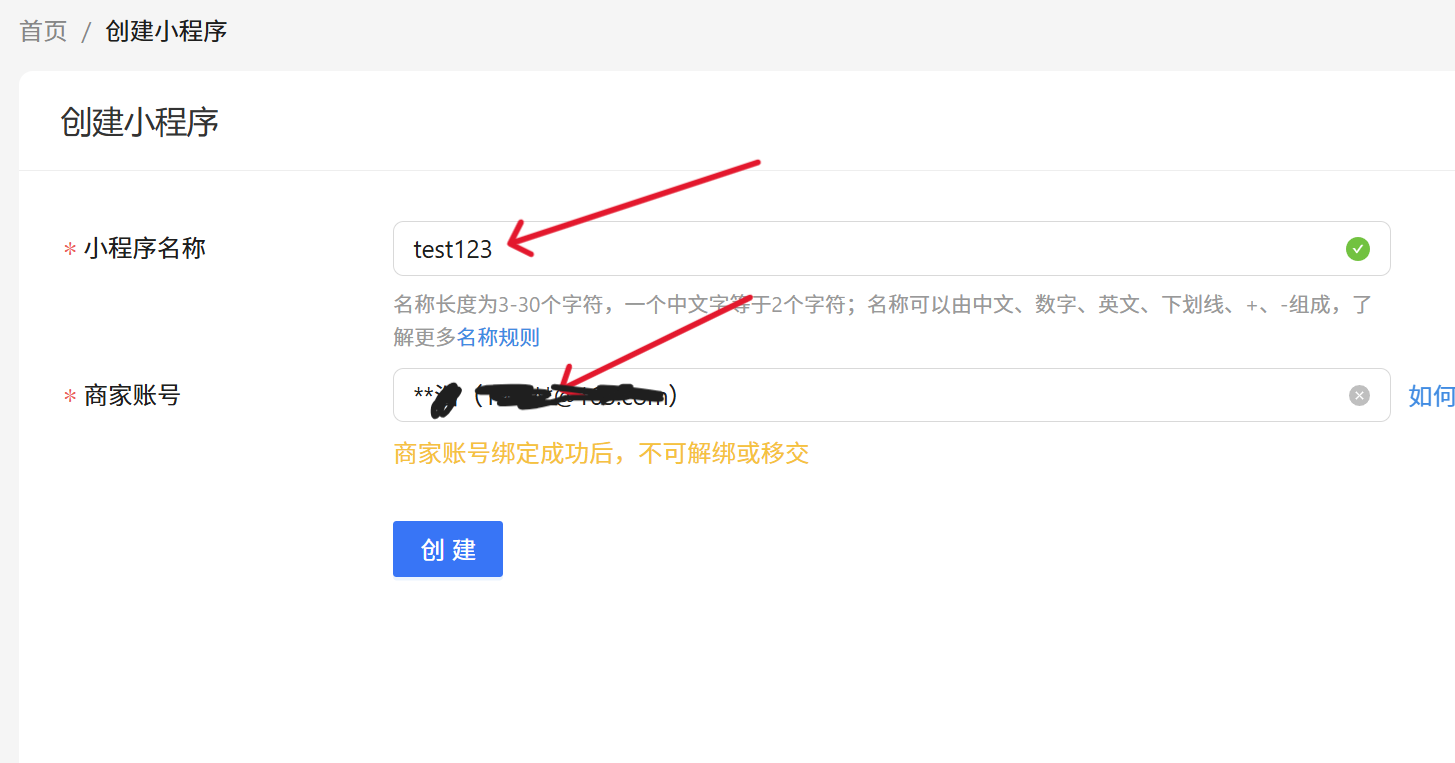 首页 / 创建小程序
创建小程序
* 小程序名称
test123
名称长度为3-30个字符，一个中文字等于2个字符；名称可以由中文、数字、英文、下划线、+、-组成，了
解更多名称规则
* 商家账号
如何
商家账号绑定成功后，不可解绑或移交
创 建